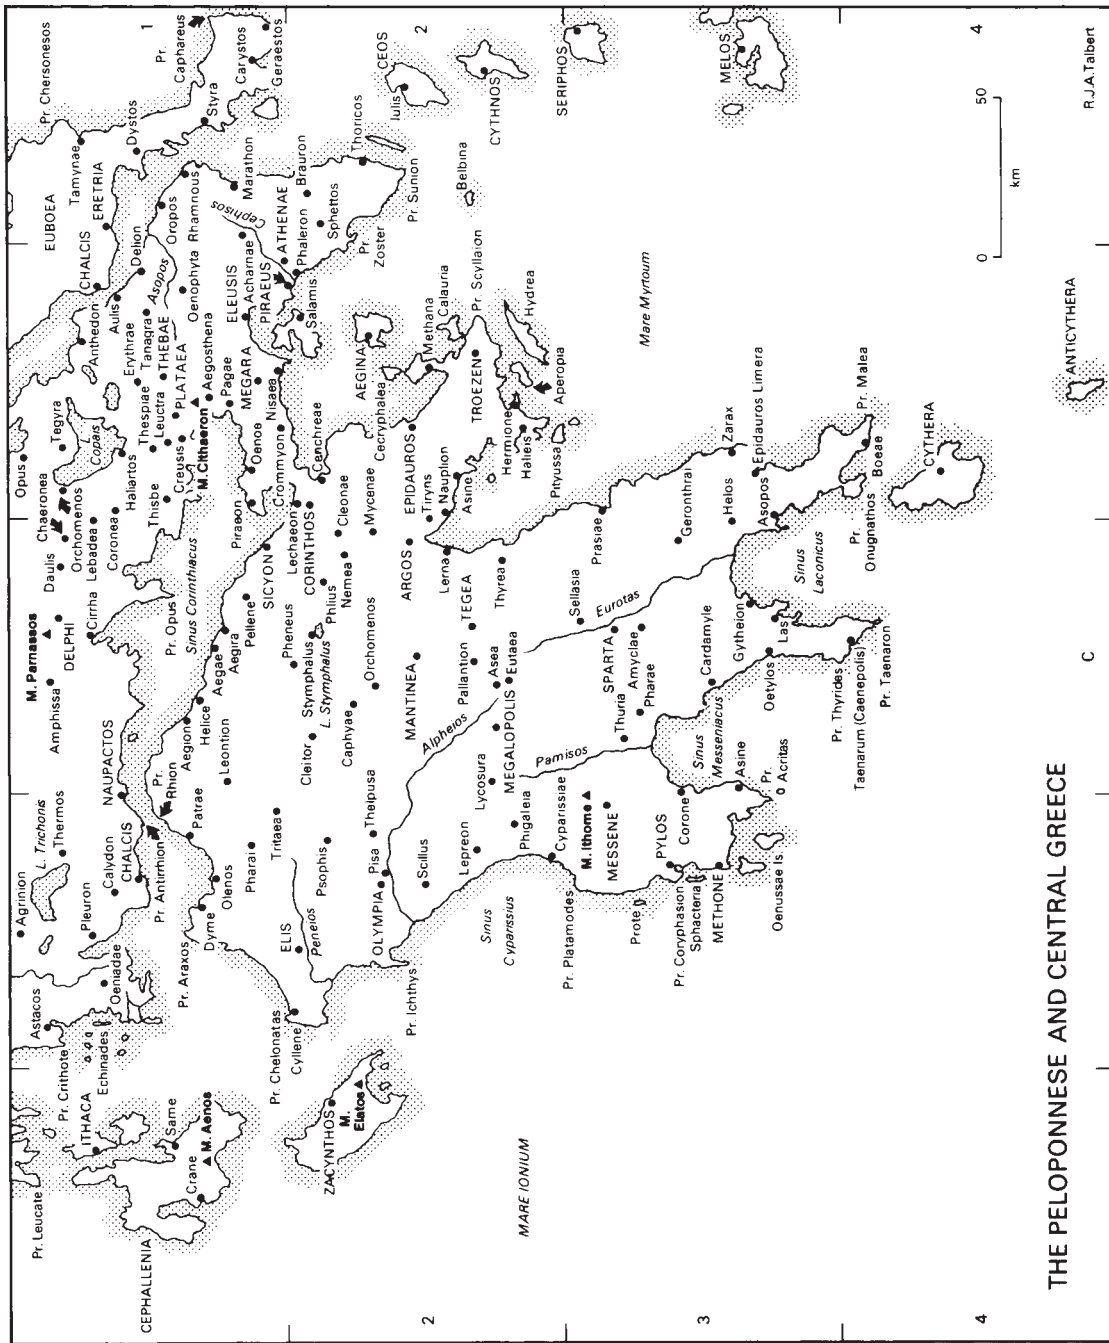 Pr. Leucate
Astacos
Agrinion
L. Trichonis
Thermos
Amphissa
M. Parnassos
DELPHI
Daulis
Orchomenos
Chaeronea
Opus
Tegyra
Copais
Anthedon
CHALCIS
EUBOEA
ERETRIA
Tamynae
Pr Chersonesos
1
Pr. Crithote
ITHACA
Echinades
Oeniadae
Pleuron
Calydon
CHALCIS
Pr. Antirrhion
NAUPACTOS
Pr.
Rhion
Cirrha
Lebadea
Coronea
Haliartos
Thisbe
Thespiae
Leuctra
Creusis
Erythrae
Tanagra
THEBAE
PLATAEA
M. Cithaeron
Aegosthena
Aulis
Delion
Asopos
Oenophyta
Oropos
Rhamnous
Dystos
Styra
Pr.
Caphareus
Carystos
Geraestos
CEPHALLENIA
Same
Crane
M. Aenos
Pr. Araxos
Dyme
Olenos
Patrae
Pharai
Aegion
Helice
Leontion
Aegae
Aegira
Pr. Opus
Sinus Corinthiacus
Pellene
Piraeon
Oenoe
Pagae
MEGARA
Nisaea
ELEUSIS
Acharnae
PIRAEUS
Salamis
Cephisos
ATHENAE
Phaleron
Marathon
Brauron
Sphettos
Thoricos
Pr. Zoster
Pr. Sunion
Pr. Chelonatas
Cyllene
ELIS
Peneios
Tritaea
Psophis
Thelpusa
Cleitor
Caphyae
Pheneus
Stymphalus
L. Stymphalus
Orchomenos
SICYON
Lechaeon
CORINTHOS
Phlius
Nemea
Cleonae
Mycenae
Crommyon
Cenchreae
AEGINA
Cecryphalea
CEOS
Iulis
2
ZACYNTHOS
M.
Elatos
OLYMPIA
Pisa
Pr. Ichthys
Scillus
Alpheios
MANTINEA
ARGOS
Tiryns
Nauplion
Asine
EPIDAUROS
Methana
Calauria
TROEZEN
Pr. Scyllaion
Belbina
CYTHNOS
MARE IONIUM
2
Sinus
Cyparissius
Lepreon
Phigaleia
Cyparissiae
Lycosura
MEGALOPOLIS
Pallantion
Asea
Eutaea
TEGEA
Lerna
Thyrea
Hermione
Halieis
Pityussa
Aperopia
Hydrea
SERIPHOS
Pr. Platamodes
M. Ithome
MESSENE
Pamisos
Thuria
SPARTA
Amyclae
Pharae
Sellasia
Eurotas
Prasiae
Mare Myrtoum
Prote
PYLOS
Pr. Coryphasion
Sphacteria
METHONE
Corone
Asine
Pr.
Acritas
Oenussae Is.
Sinus
Messeniacus
Cardamyle
Gytheion
Las
Oetylos
Geronthrai
Helos
Asopos
Zarax
Epidauros Limera
MELOS
3
Pr. Thyrides
Taenarum (Caenepolis)
Pr. Taenaron
Sinus
Laconicus
Pr.
Onugnathos
Boeae
Pr. Malea
4
CYTHERA
ANTICYTHERA
0
50
km
4
C
THE PELOPONNESE AND CENTRAL GREECE
R.J.A.Talbert